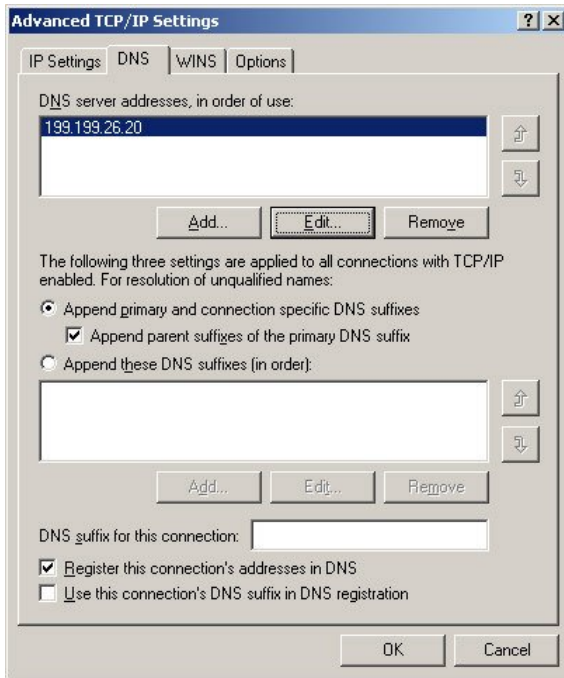 Advanced TCP/IP Settings
IP Settings DNS WINS Options
DNS server addresses, in order of use:
199.199.26.20
Add... Edit... Remove
The following three settings are applied to all connections with TCP/IP
enabled. For resolution of unqualified names:
Append primary and connection specific DNS suffixes
Append parent suffixes of the primary DNS suffix
Append these DNS suffixes (in order):
Add... Edit... Remove
DNS suffix for this connection:
Register this connection's addresses in DNS
Use this connection's DNS suffix in DNS registration
OK Cancel